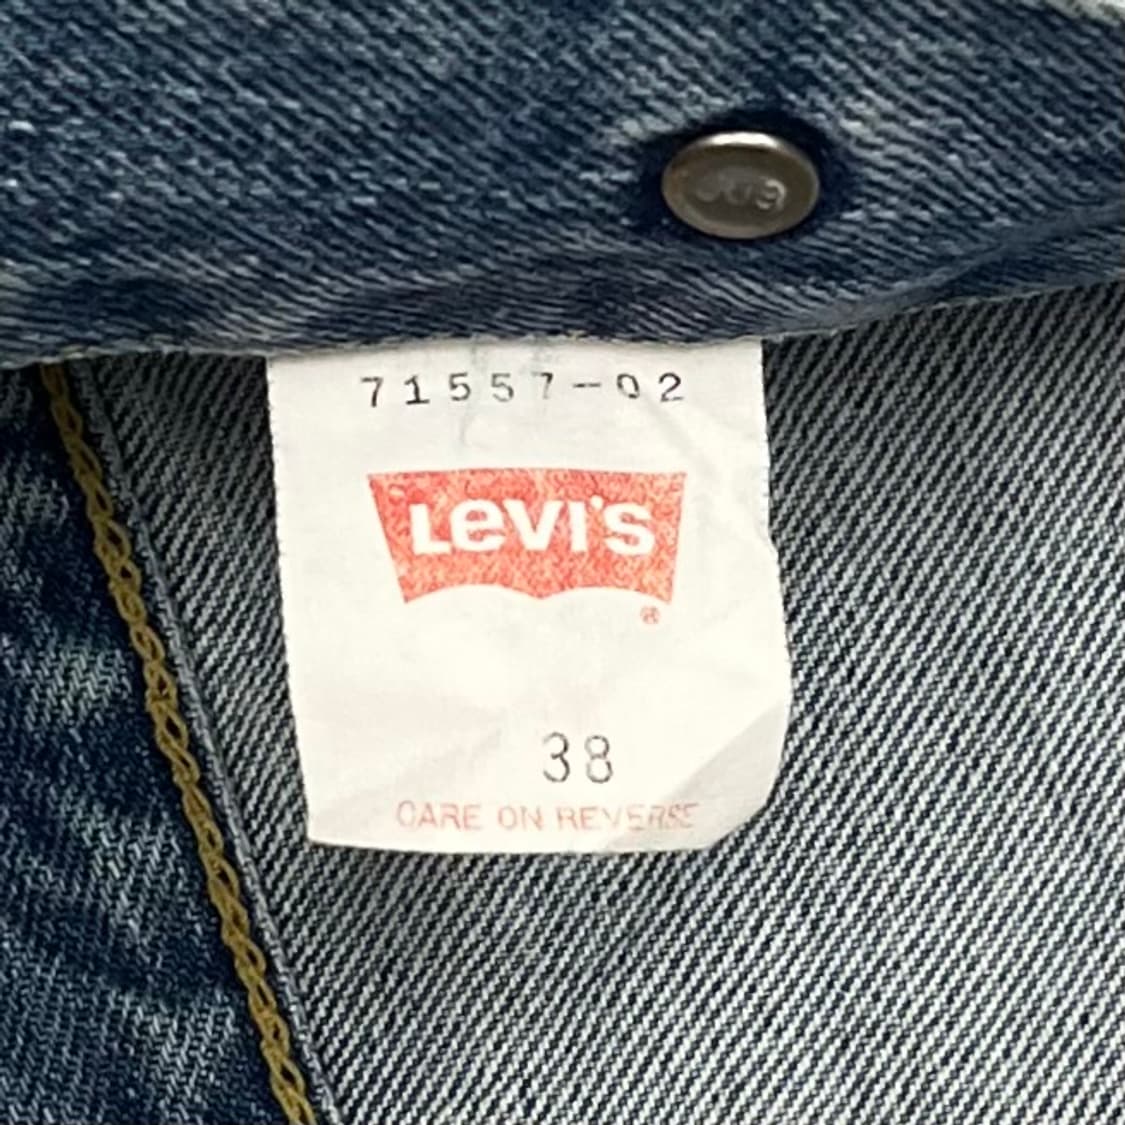 71557-02
Levi's
®
38
CARE ON REVERSE